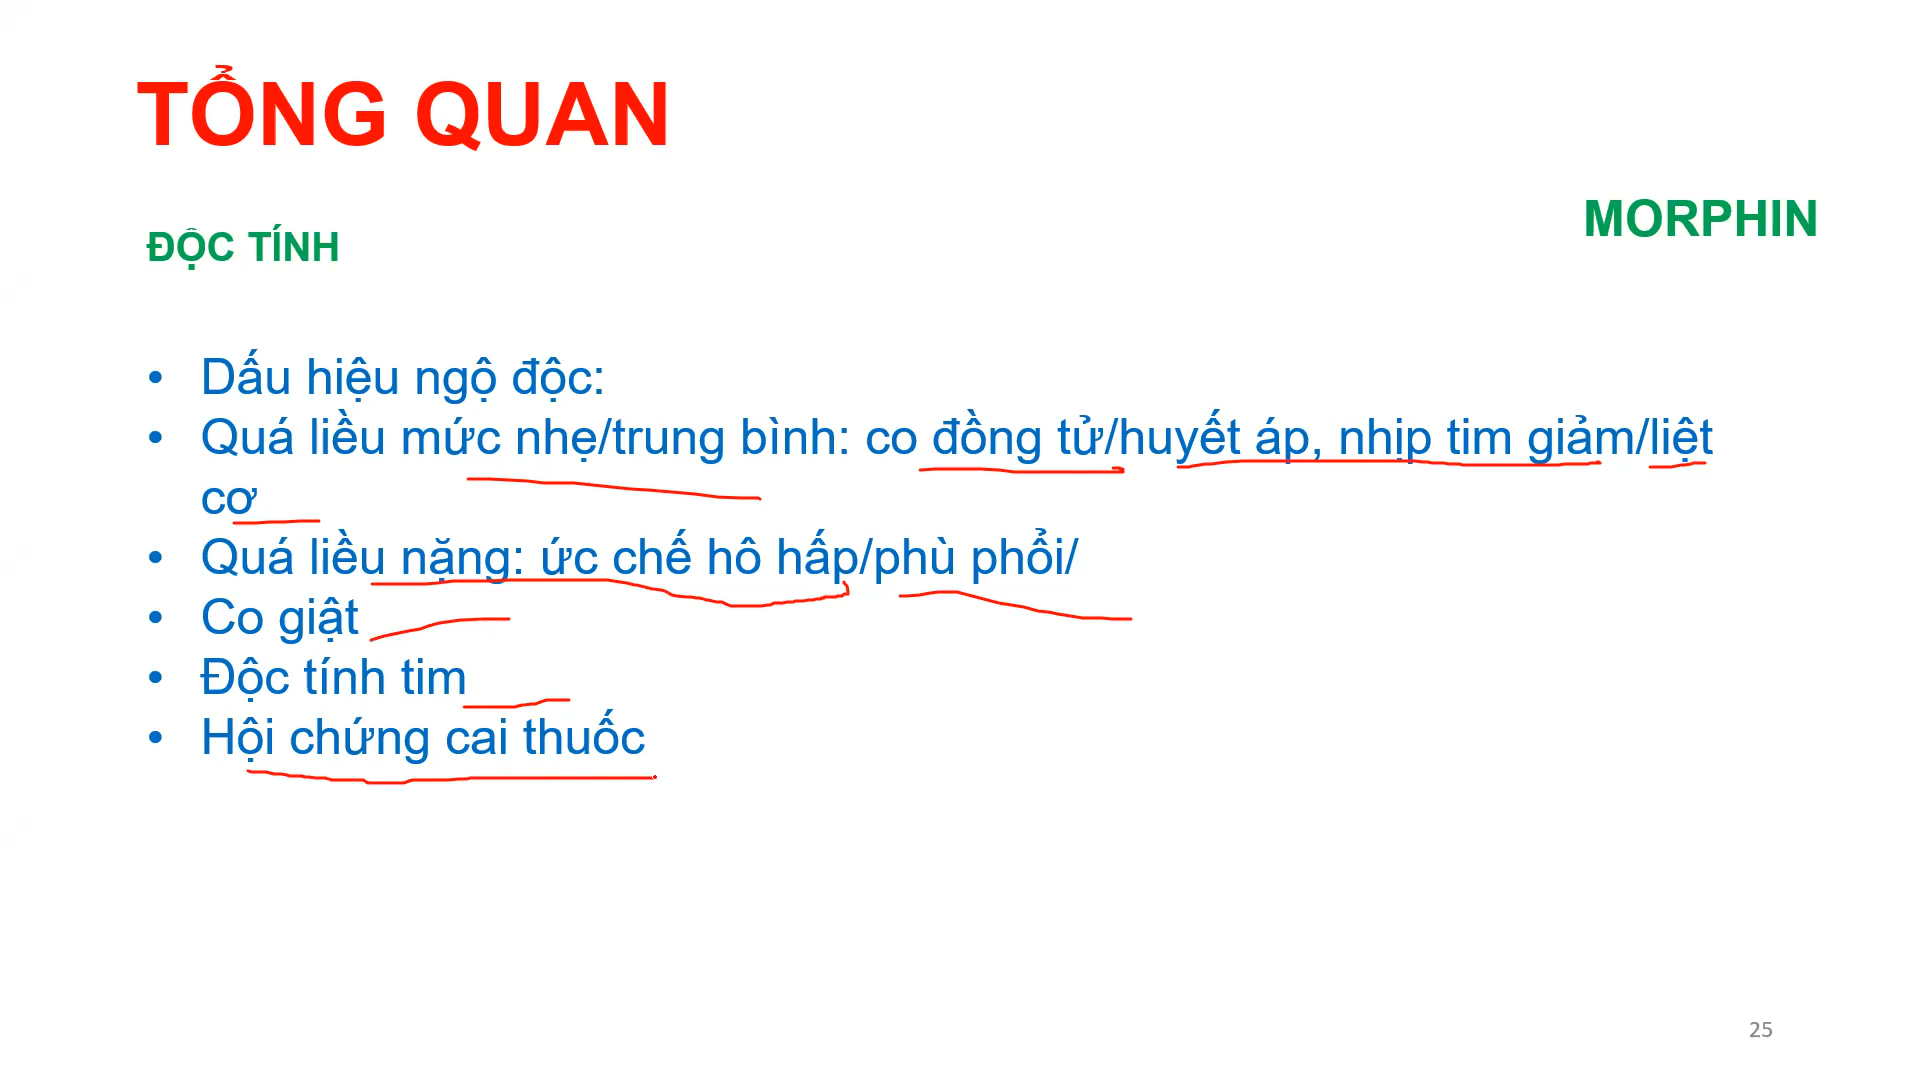 TỔNG QUAN
MORPHIN
ĐỘC TÍNH
• Dấu hiệu ngộ độc:
• Quá liều mức nhẹ/trung bình: co đồng tử/huyết áp, nhịp tim giảm/liệt
cơ
• Quá liều nặng: ức chế hô hấp/phù phổi/
• Co giật
• Độc tính tim
• Hội chứng cai thuốc
25